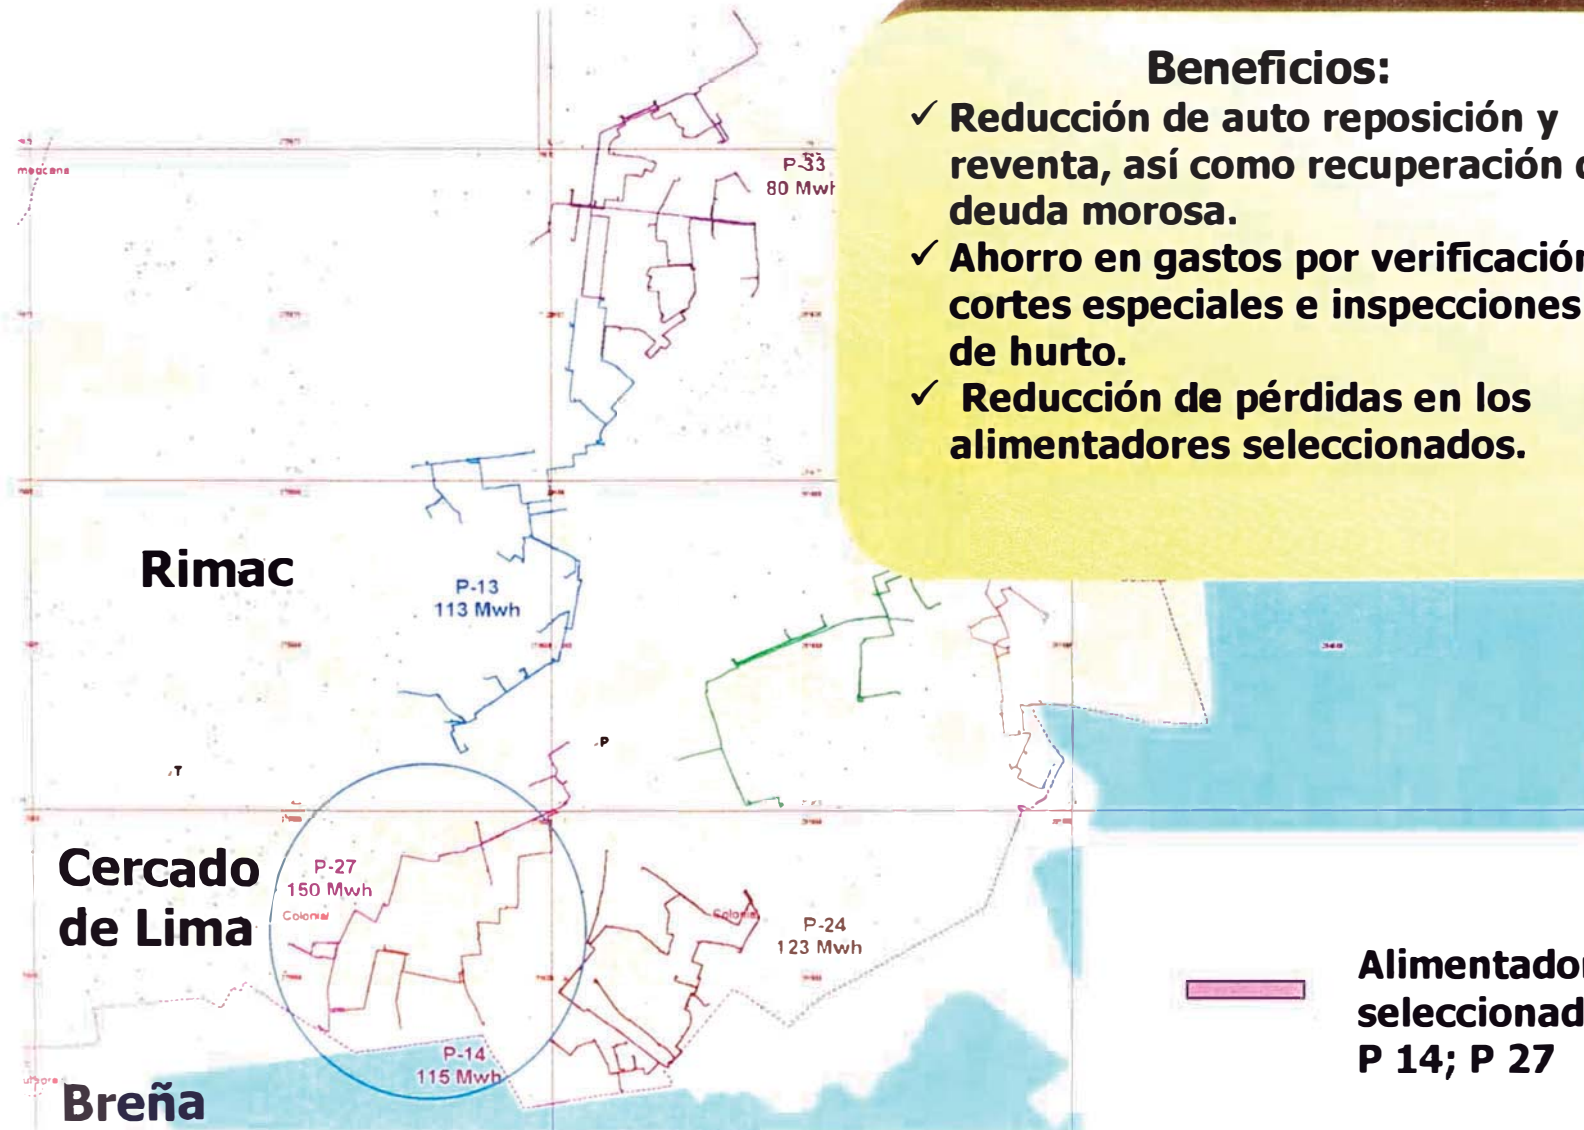 Beneficios:
✓ Reducción de auto reposición y
reventa, así como recuperación
deuda morosa.
✓ Ahorro en gastos por verificación
cortes especiales e inspecciones
de hurto.
✓ Reducción de pérdidas en los
alimentadores seleccionados.
P-33
80 Mwh
Rimac
P-13
113 Mwh
P
T
Cercado
de Lima
P-27
150 Mwh
Colonial
Colonial
P-24
123 Mwh
P-14
115 Mwh
Breña
Alimentador
seleccionad
P 14; P 27